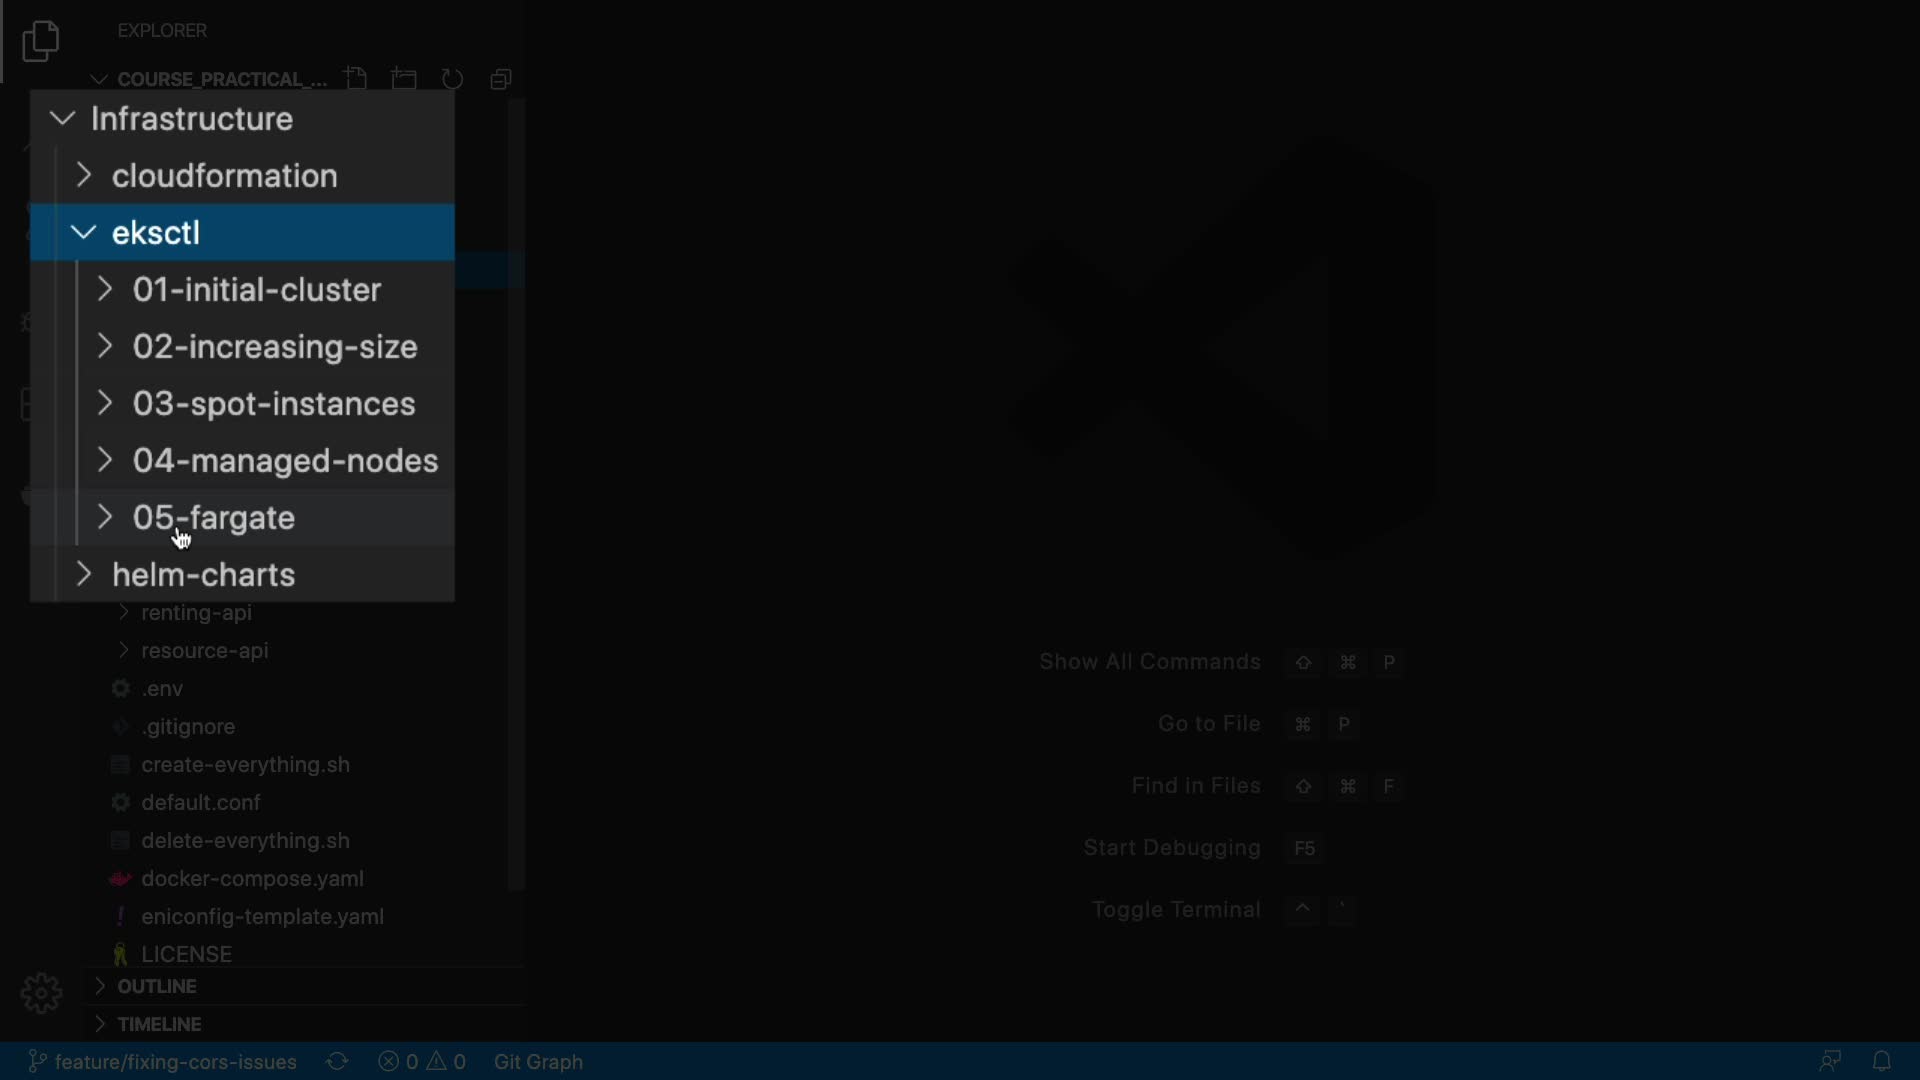 EXPLORER
COURSE_PRACTICAL_...
Infrastructure
cloudformation
eksctl
01-initial-cluster
02-increasing-size
03-spot-instances
04-managed-nodes
05-fargate
helm-charts
renting-api
resource-api
.env
.gitignore
create-everything.sh
default.conf
delete-everything.sh
docker-compose.yaml
eniconfig-template.yaml
LICENSE
OUTLINE
TIMELINE
Show All Commands ⇧ ⌘ P
Go to File ⌘ P
Find in Files ⇧ ⌘ F
Start Debugging F5
Toggle Terminal ^ `
feature/fixing-cors-issues 0 0 Git Graph